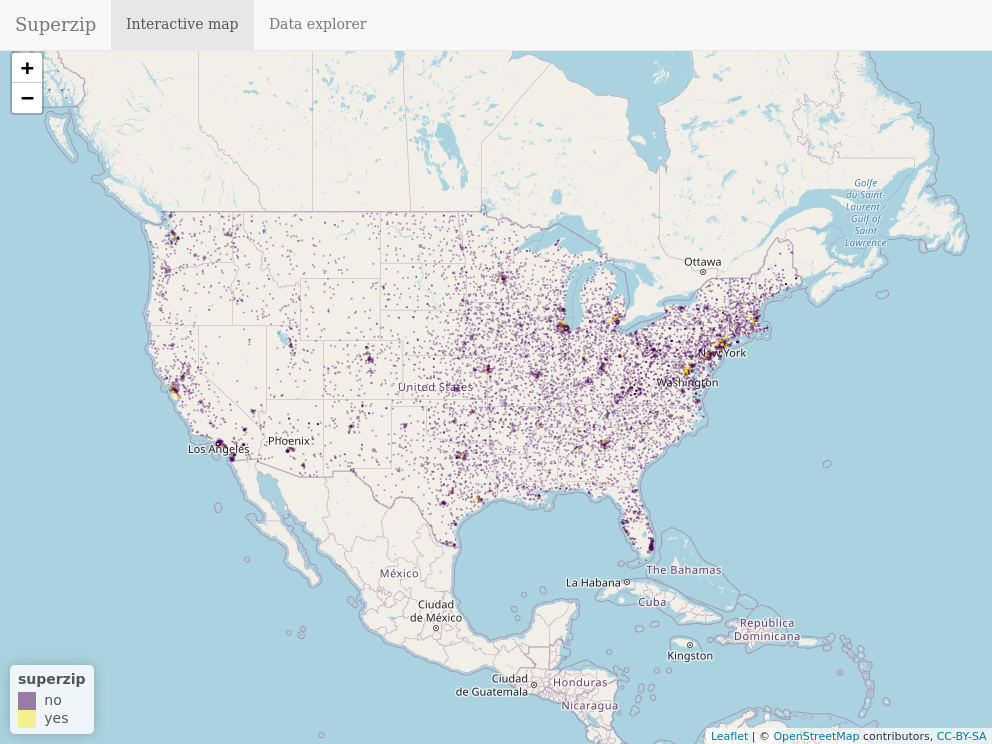 Superzip
Interactive map
Data explorer
+
−
Golfe
du Saint-
Laurent /
Gulf of
Saint
Lawrence
Ottawa
New York
Washington
United States
Phoenix
Los Angeles
The Bahamas
La Habana
Cuba
México
Ciudad
de México
República
Dominicana
Kingston
Ciudad
de Guatemala
Honduras
Nicaragua
superzip
no
yes
Leaflet | © OpenStreetMap contributors, CC-BY-SA